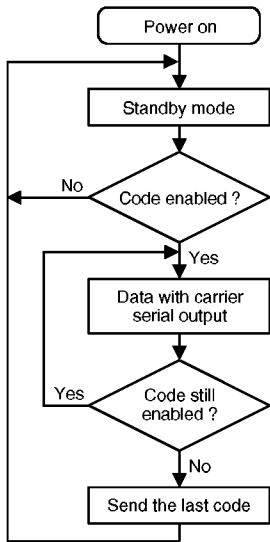 Power on
Standby mode
No
Code enabled ?
Yes
Data with carrier
serial output
Yes
Code still
enabled ?
No
Send the last code